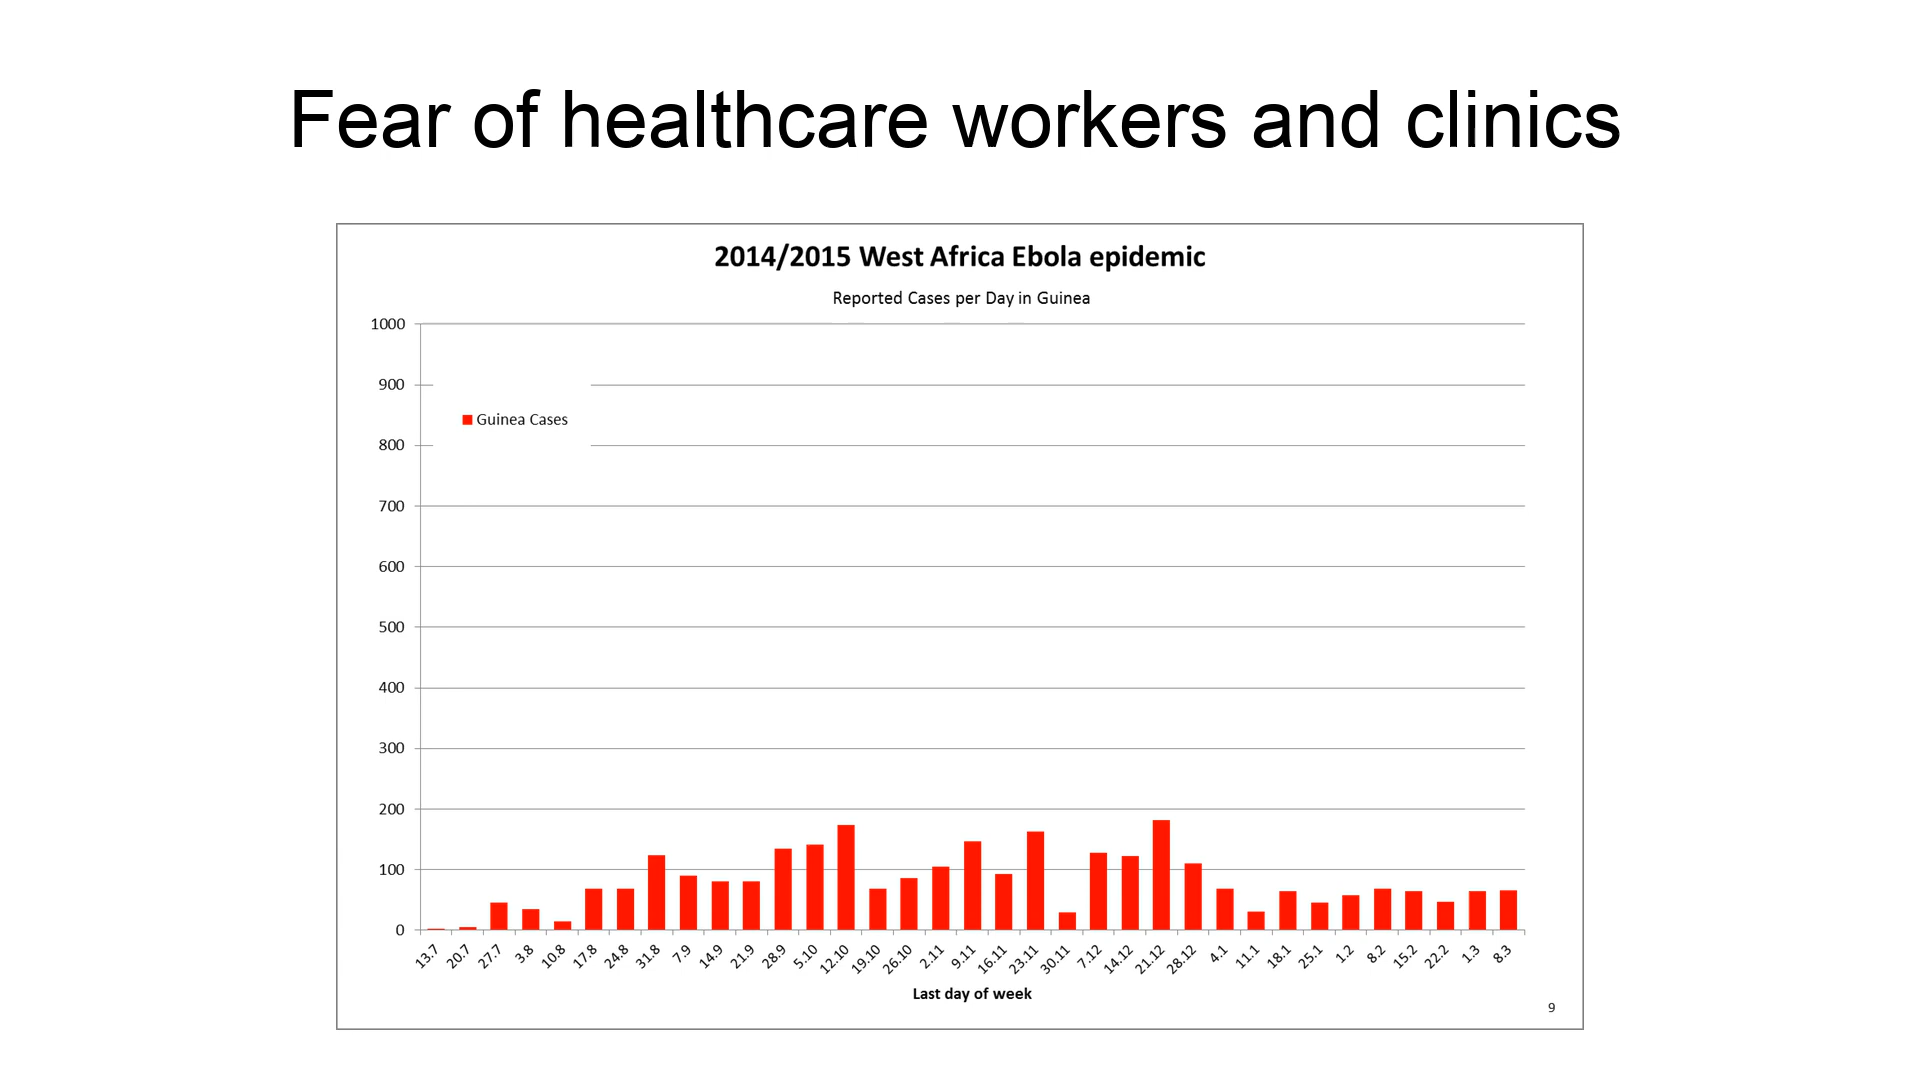 Fear of healthcare workers and clinics
2014/2015 West Africa Ebola epidemic
Reported Cases per Day in Guinea
1000
900
Guinea Cases
800
700
600
500
400
300
200
100
0
13.7 20.7 27.7 3.8 10.8 17.8 24.8 31.8 7.9 14.9 21.9 28.9 5.10 12.10 19.10 26.10 2.11 9.11 16.11 23.11 30.11 7.12 14.12 21.12 28.12 4.1 11.1 18.1 25.1 1.2 8.2 15.2 22.2 1.3 8.3
Last day of week
9